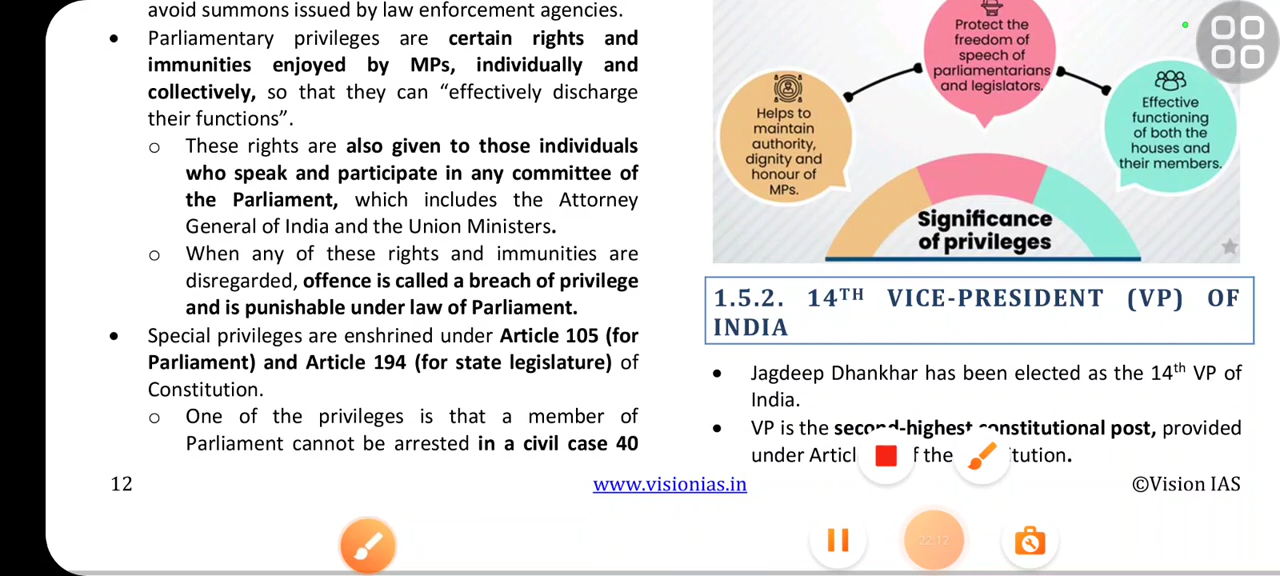 avoid summons issued by law enforcement agencies.
• Parliamentary privileges are certain rights and
immunities enjoyed by MPs, individually and
collectively, so that they can “effectively discharge
their functions”.
o These rights are also given to those individuals
who speak and participate in any committee of
the Parliament, which includes the Attorney
General of India and the Union Ministers.
o When any of these rights and immunities are
disregarded, offence is called a breach of privilege
and is punishable under law of Parliament.
• Special privileges are enshrined under Article 105 (for
Parliament) and Article 194 (for state legislature) of
Constitution.
o One of the privileges is that a member of
Parliament cannot be arrested in a civil case 40
Helps to
maintain
authority,
dignity and
honour of
MPs.
Protect the
freedom of
speech of
parliamentarians
and legislators.
Effective
functioning
of both the
houses and
their members.
Significance
of privileges
1.5.2. 14TH VICE-PRESIDENT (VP) OF
INDIA
• Jagdeep Dhankhar has been elected as the 14th VP of
India.
• VP is the second-highest constitutional post, provided
under f the
12
www.visionias.in
©Vision IAS
22:12